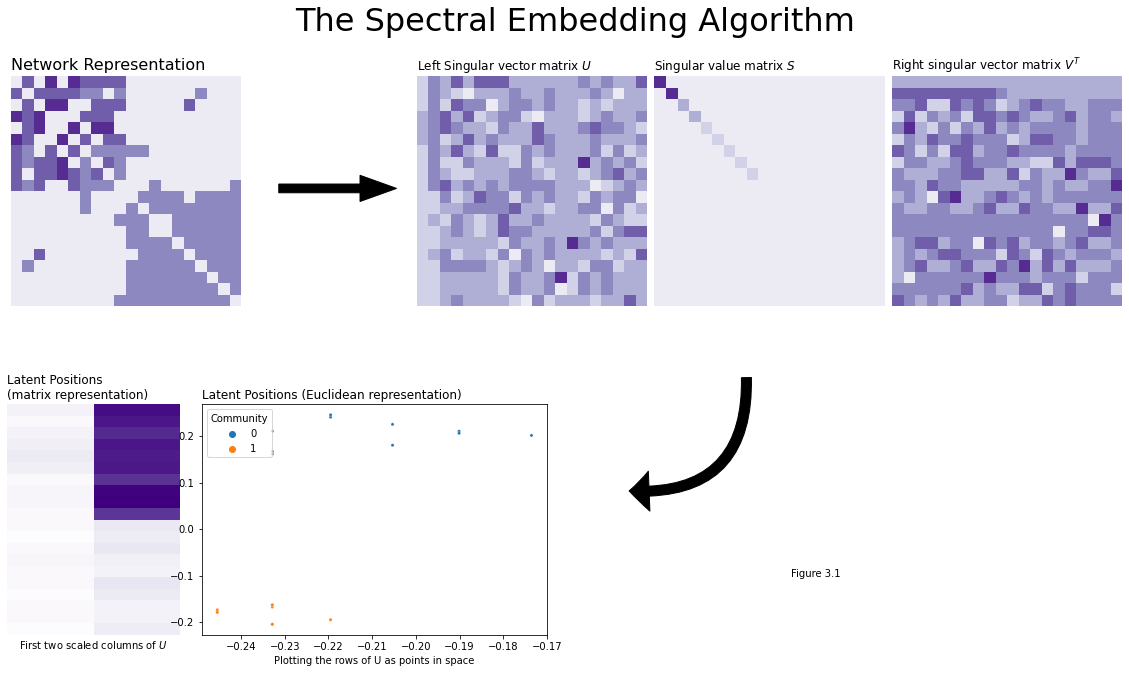 The Spectral Embedding Algorithm
Network Representation
Left Singular vector matrix U
Singular value matrix S
Right singular vector matrix V^T
Latent Positions
(matrix representation)
First two scaled columns of U
Latent Positions (Euclidean representation)
Community
0
1
0.2
0.1
0.0
−0.1
−0.2
−0.24 −0.23 −0.22 −0.21 −0.20 −0.19 −0.18 −0.17
Plotting the rows of U as points in space
Figure 3.1